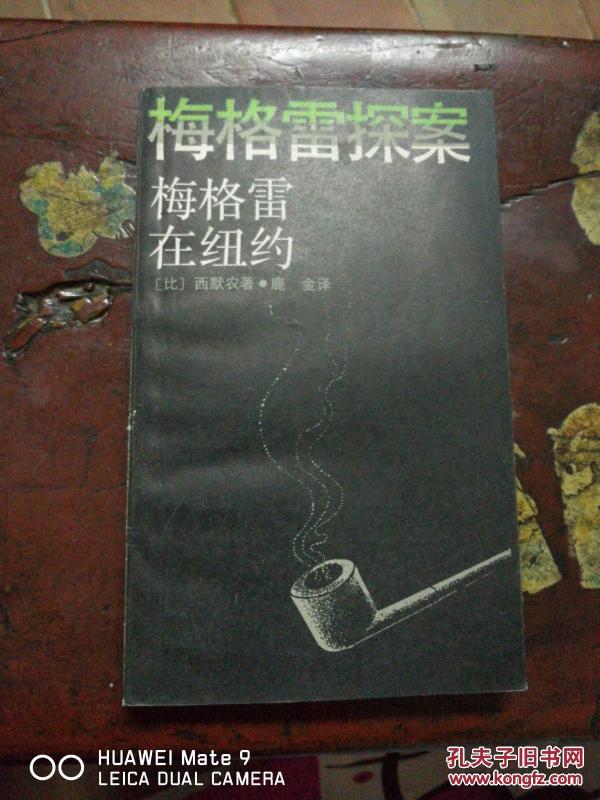 梅格雷探案
梅格雷
在纽约
［比］西默农著●鹿 金译
HUAWEI Mate 9
LEICA DUAL CAMERA
孔夫子旧书网
www.kongfz.com